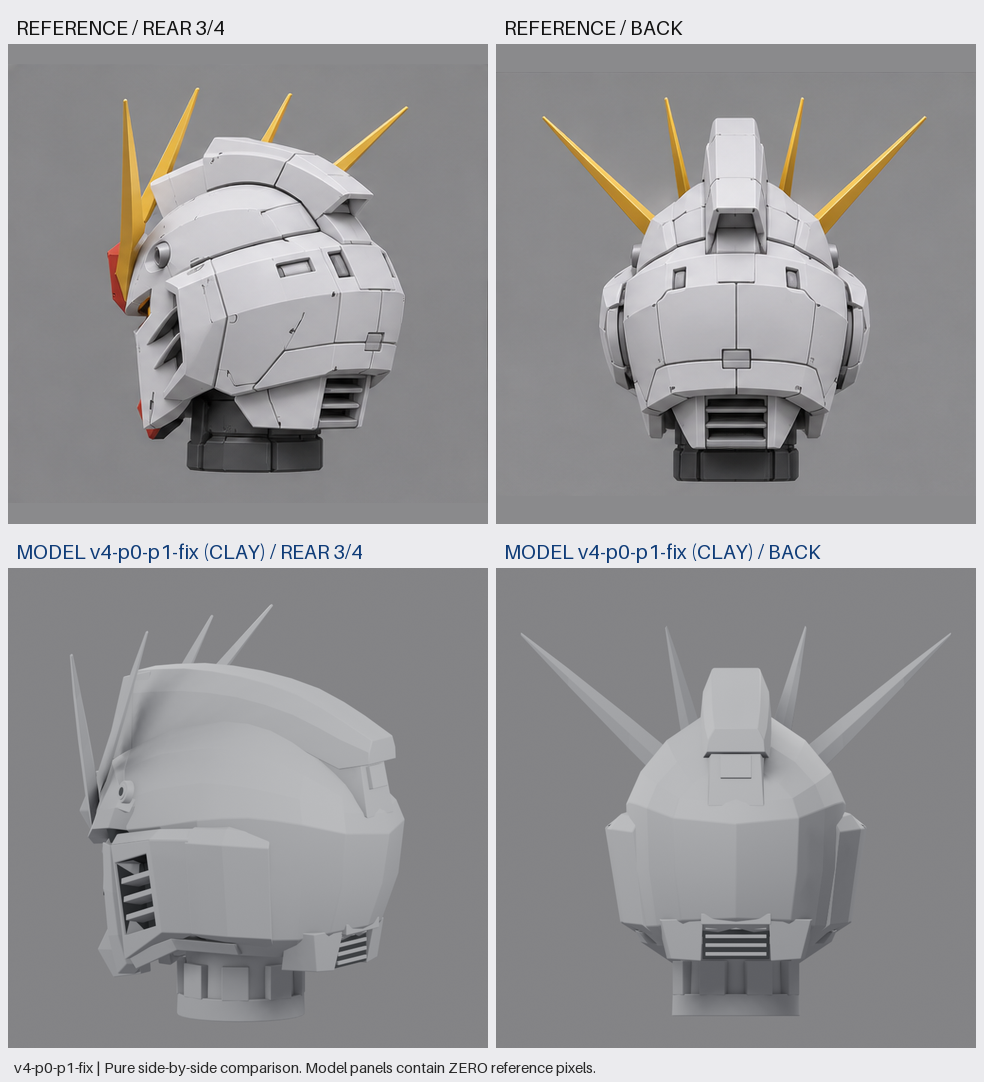 REFERENCE / REAR 3/4
REFERENCE / BACK
MODEL v4-p0-p1-fix (CLAY) / REAR 3/4
MODEL v4-p0-p1-fix (CLAY) / BACK
v4-p0-p1-fix | Pure side-by-side comparison. Model panels contain ZERO reference pixels.